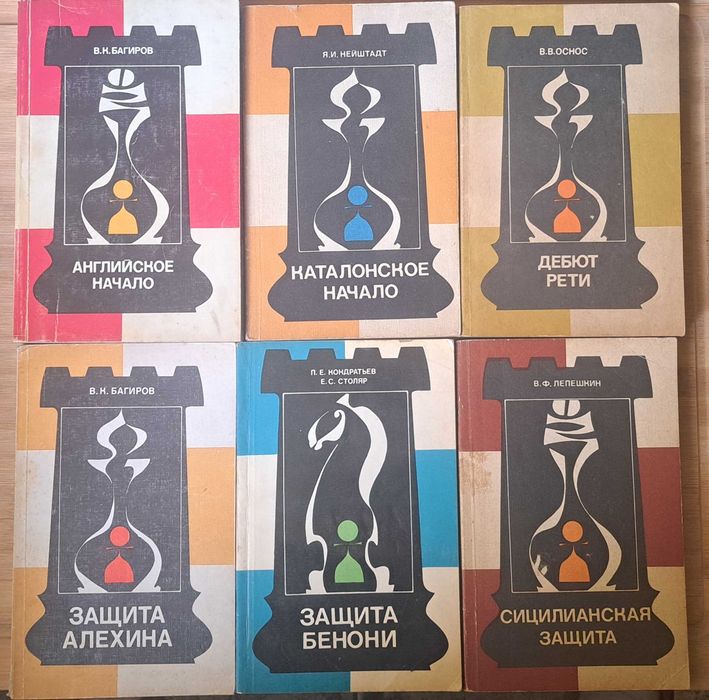 В.К.БАГИРОВ
АНГЛИЙСКОЕ
НАЧАЛО
Я.И. НЕЙШТАДТ
КАТАЛОНСКОЕ
НАЧАЛО
В.В.ОСНОС
ДЕБЮТ
РЕТИ
В.К. БАГИРОВ
ЗАЩИТА
АЛЕХИНА
П. Е. КОНДРАТЬЕВ
Е.С. СТОЛЯР
ЗАЩИТА
БЕНОНИ
В.Ф. ЛЕПЕШКИН
СИЦИЛИАНСКАЯ
ЗАЩИТА